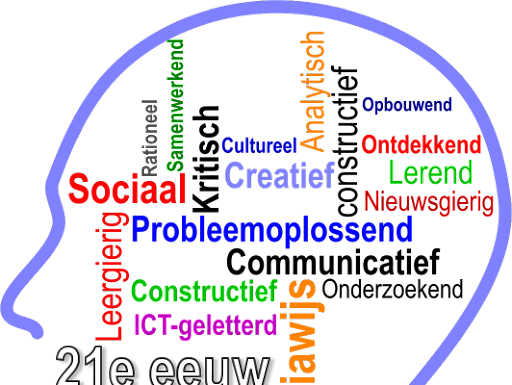 Samenwerkend
Analytisch
Rationeel
Kritisch
constructief
Opbouwend
Cultureel
Ontdekkend
Creatief
Lerend
Sociaal
Nieuwsgierig
Leergierig
Probleemoplossend
Communicatief
Constructief
Onderzoekend
ICT-geletterd
iawijs
21e eeuw